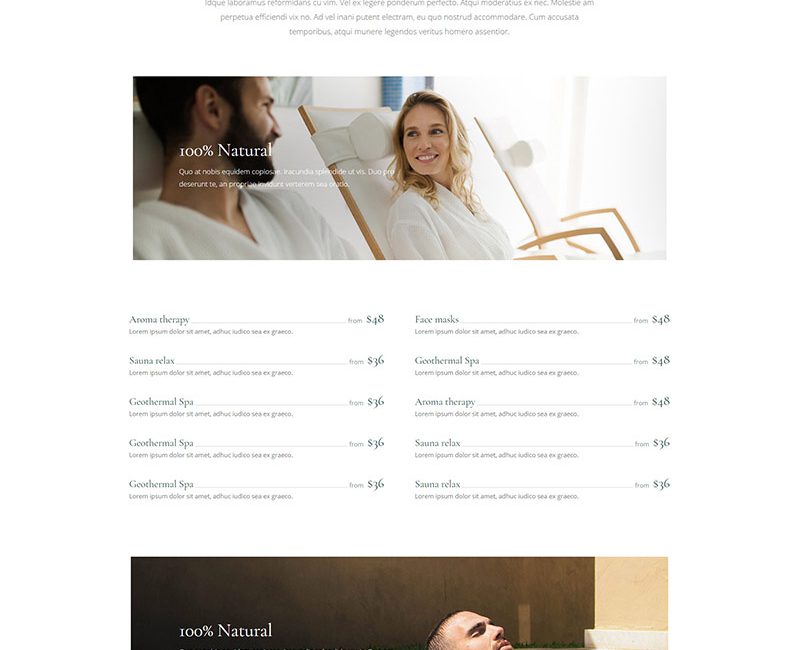 Idque laboramus reformidans cu vim. Vel ex legere ponderum perfecto. Atqui moderatius ex nec. Molestie am
perpetua efficiendi vix no. Ad vel inani putent electram, eu quo nostrud accommodare. Cum accusata
temporibus, atqui munere legendos veritus homero assentior.
100% Natural
Quo at nobis equidem copiosae. Iracundia splendide ut vis. Duo pro
deserunt te, an propriae invidunt verterem sea oratio.
Aroma therapy from $48
Lorem ipsum dolor sit amet, adhuc iudico sea ex graeco.
Sauna relax from $36
Lorem ipsum dolor sit amet, adhuc iudico sea ex graeco.
Geothermal Spa from $36
Lorem ipsum dolor sit amet, adhuc iudico sea ex graeco.
Geothermal Spa from $36
Lorem ipsum dolor sit amet, adhuc iudico sea ex graeco.
Geothermal Spa from $36
Lorem ipsum dolor sit amet, adhuc iudico sea ex graeco.
Face masks from $48
Lorem ipsum dolor sit amet, adhuc iudico sea ex graeco.
Geothermal Spa from $48
Lorem ipsum dolor sit amet, adhuc iudico sea ex graeco.
Aroma therapy from $48
Lorem ipsum dolor sit amet, adhuc iudico sea ex graeco.
Sauna relax from $36
Lorem ipsum dolor sit amet, adhuc iudico sea ex graeco.
Sauna relax from $36
Lorem ipsum dolor sit amet, adhuc iudico sea ex graeco.
100% Natural